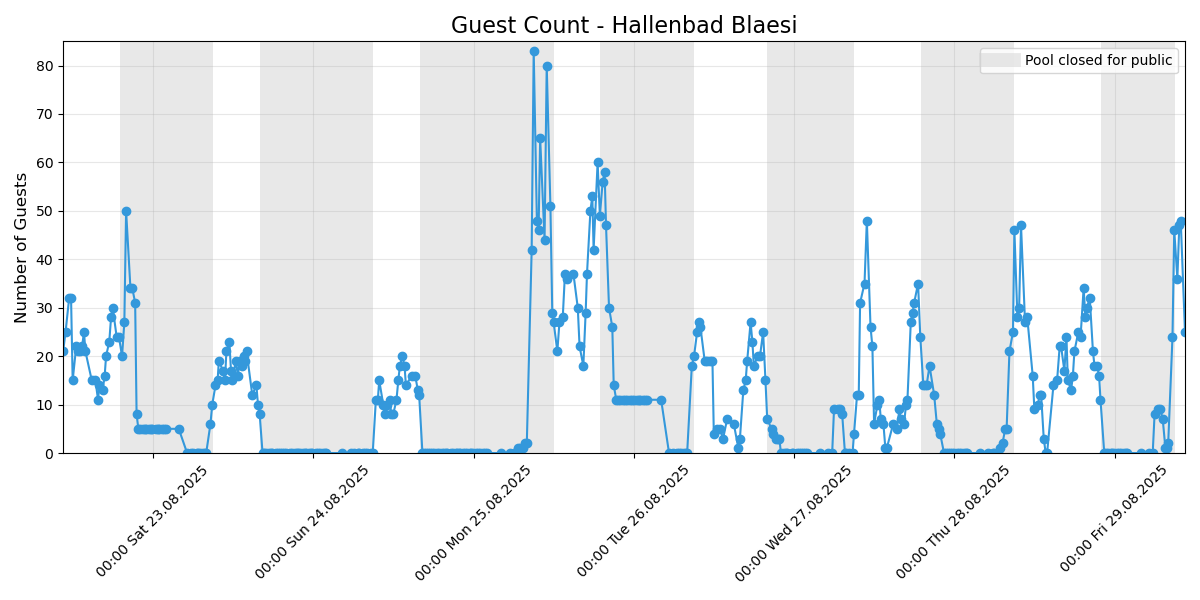 Guest Count - Hallenbad Blaesi
Pool closed for public
Number of Guests
80
70
60
50
40
30
20
10
0
00:00 Sat 23.08.2025
00:00 Sun 24.08.2025
00:00 Mon 25.08.2025
00:00 Tue 26.08.2025
00:00 Wed 27.08.2025
00:00 Thu 28.08.2025
00:00 Fri 29.08.2025